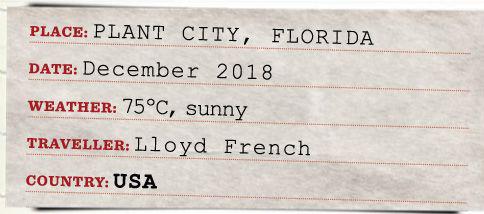 PLACE: PLANT CITY, FLORIDA
DATE: December 2018
WEATHER: 75°C, sunny
TRAVELLER: Lloyd French
COUNTRY: USA